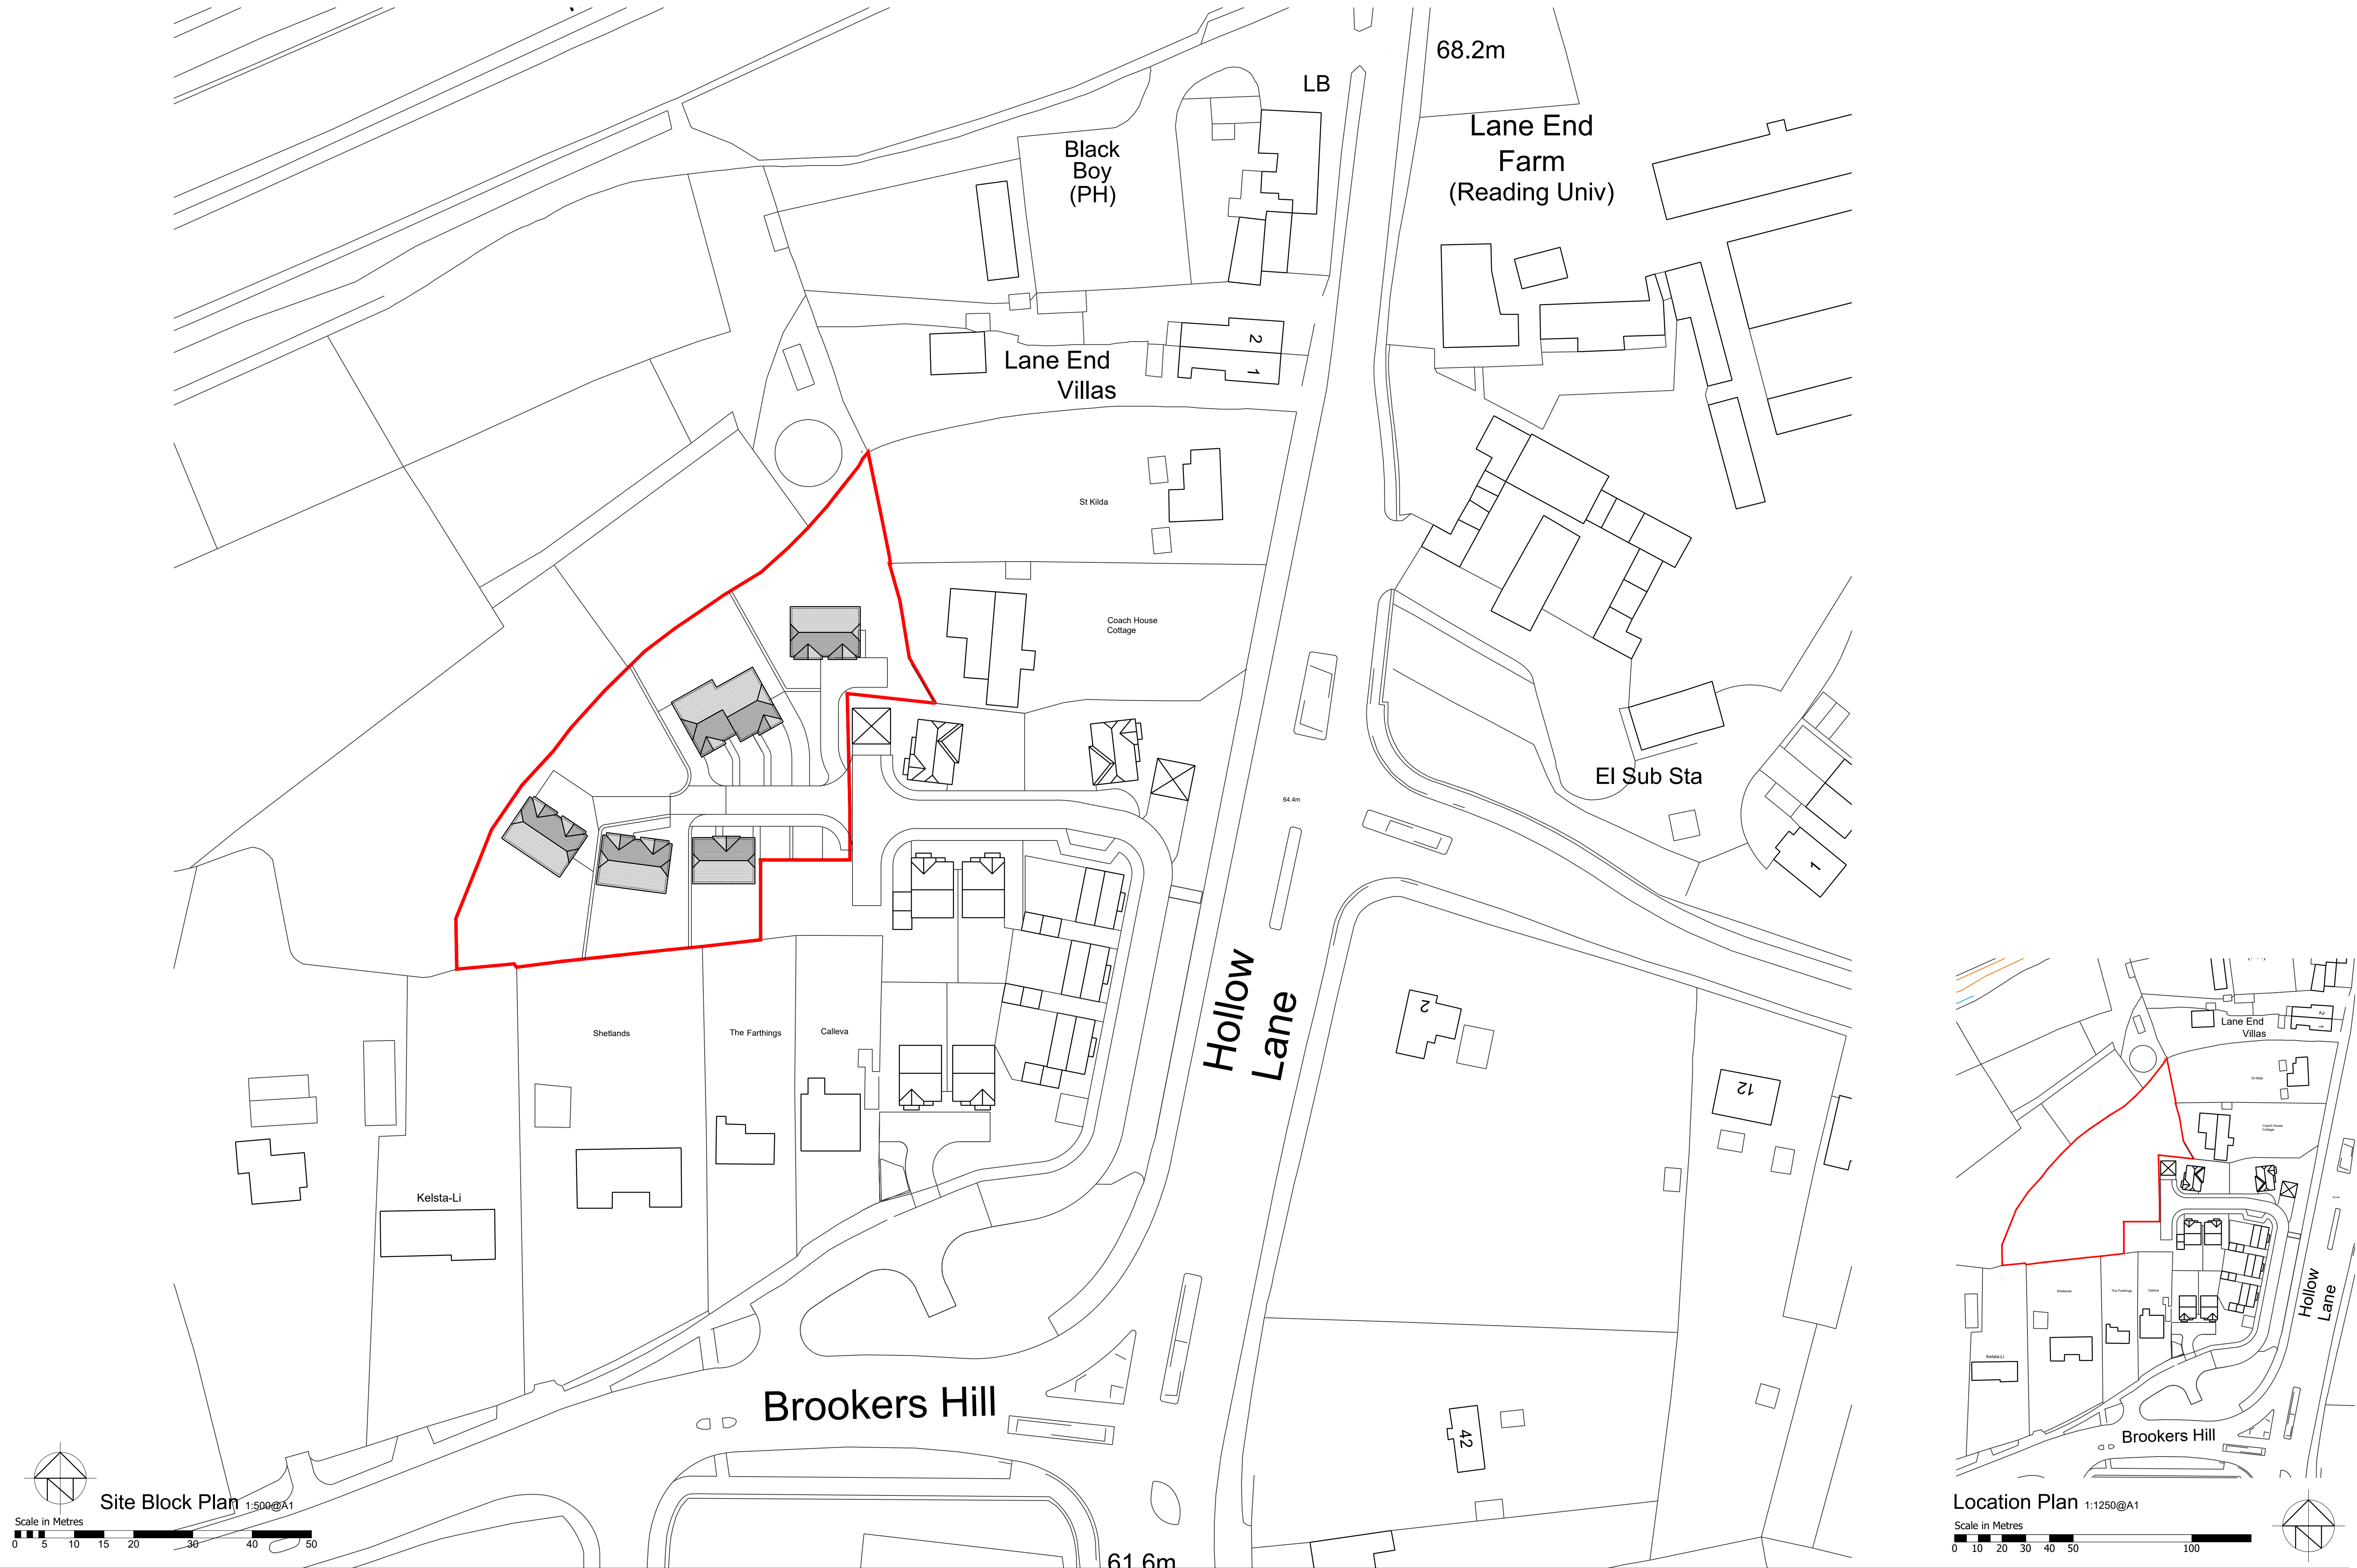 68.2m
LB
Lane End
Farm
(Reading Univ)
Black
Boy
(PH)
2
1
Lane End
Villas
St Kilda
Coach House
Cottage
64.4m
El Sub Sta
1
Hollow
Lane
2
12
42
Shetlands
The Farthings
Calleva
Kelsta-Li
Brookers Hill
61.6m
N
Site Block Plan 1:500@A1
Scale in Metres
0 5 10 15 20 30 40 50
Lane End
Villas
2
1
St Kilda
Coach House
Cottage
Hollow
Lane
Shetlands
The Farthings
Calleva
Kelsta-Li
Brookers Hill
Location Plan 1:1250@A1
Scale in Metres
0 10 20 30 40 50 100
N